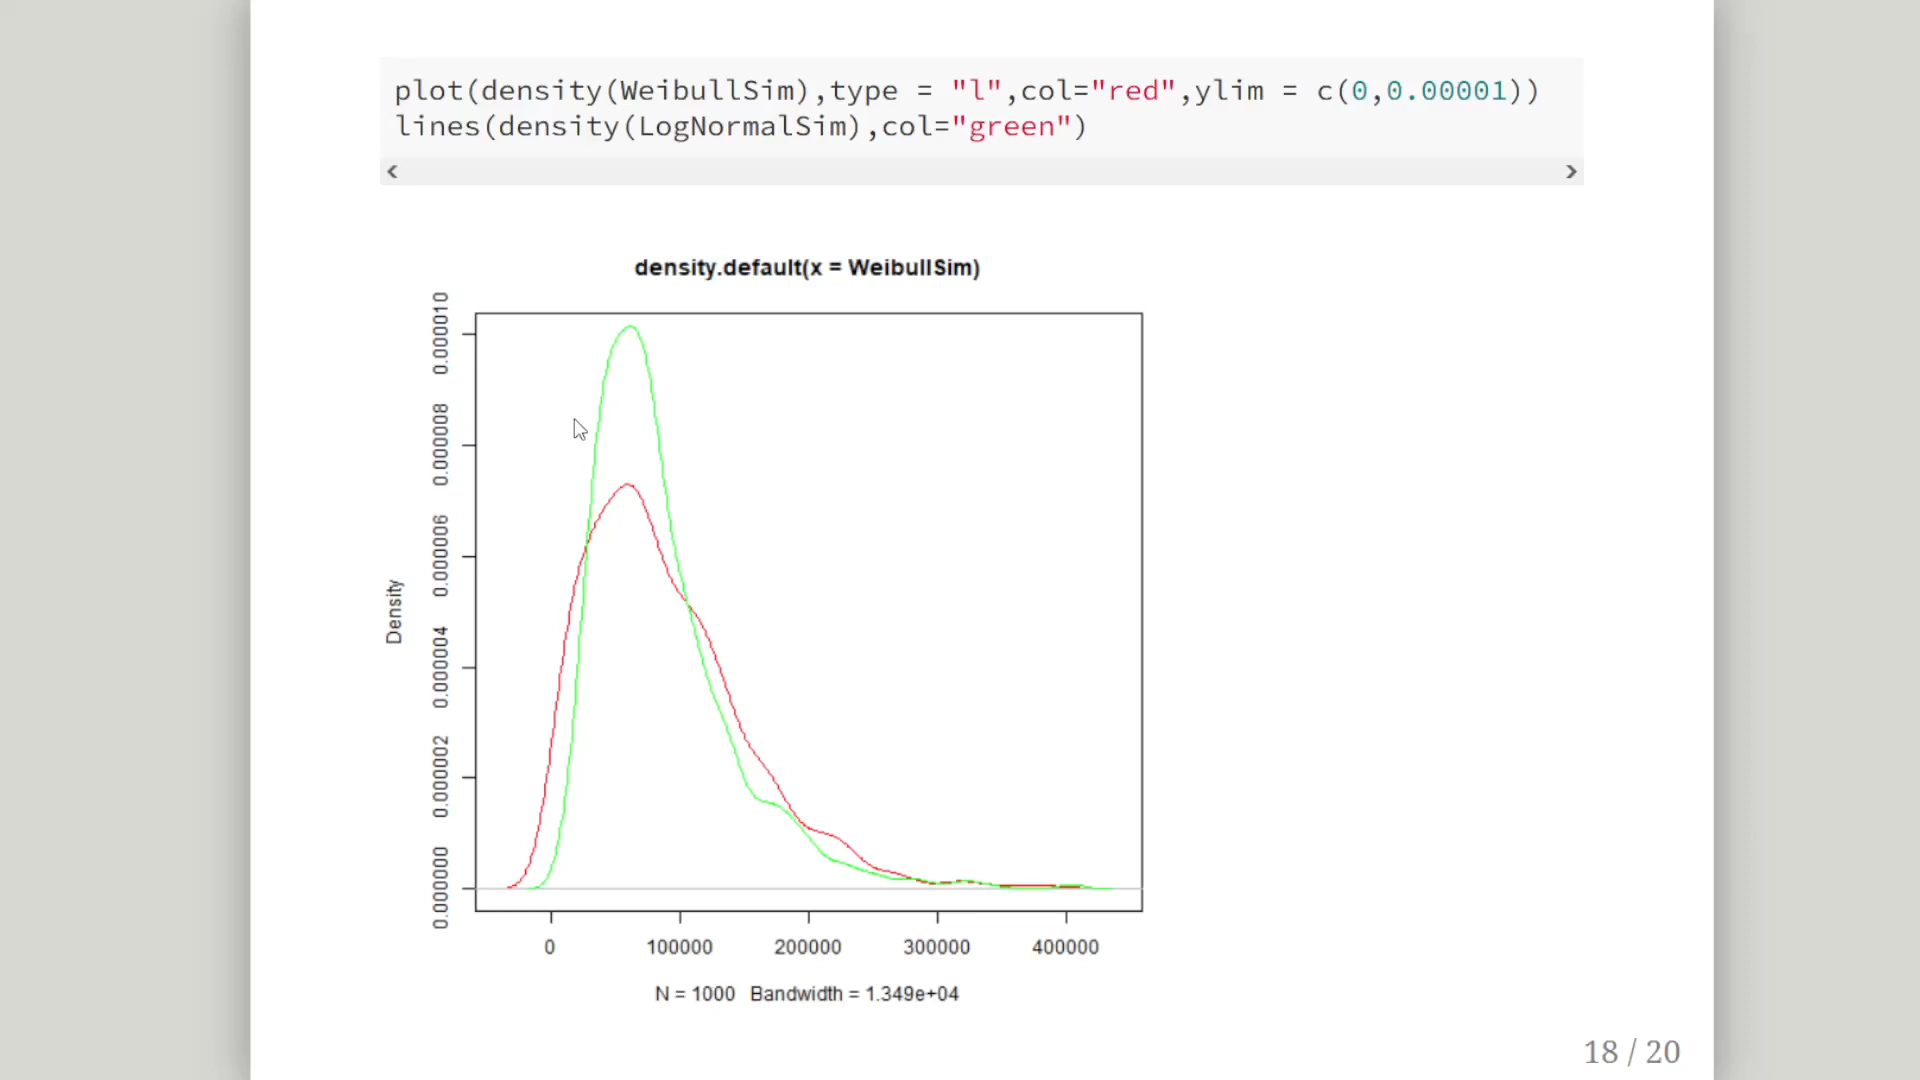 plot(density(WeibullSim),type = "l",col="red",ylim = c(0,0.00001))
lines(density(LogNormalSim),col="green")
density.default(x = WeibullSim)
0.000010
0.000008
0.000006
0.000004
0.000002
0.000000
Density
0 100000 200000 300000 400000
N = 1000 Bandwidth = 1.349e+04
18 / 20